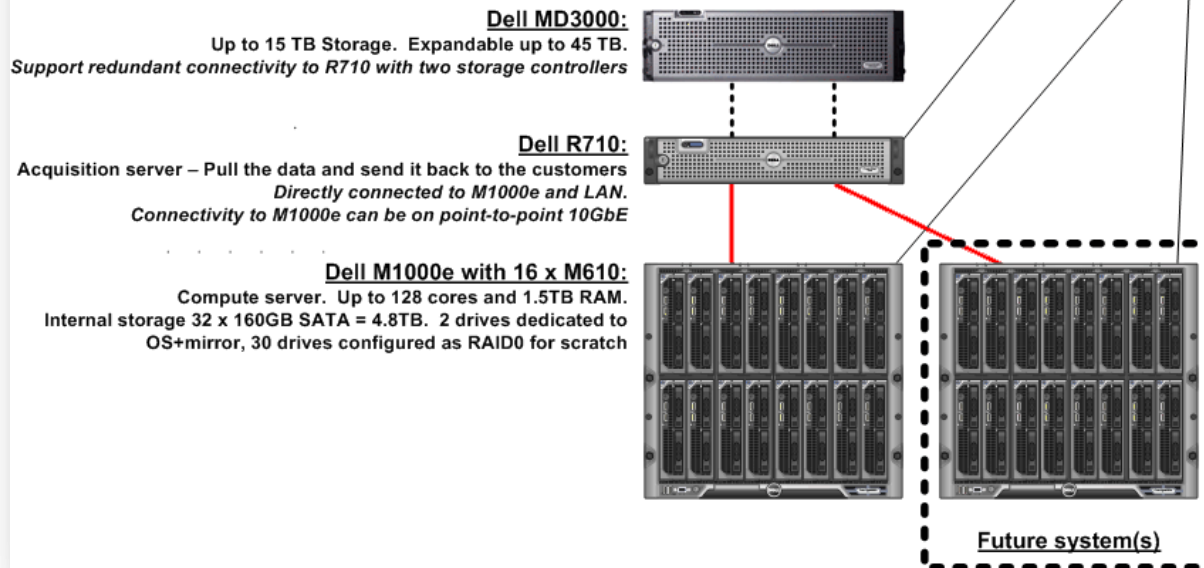 Dell MD3000:
Up to 15 TB Storage.  Expandable up to 45 TB.
Support redundant connectivity to R710 with two storage controllers
Dell R710:
Acquisition server – Pull the data and send it back to the customers
Directly connected to M1000e and LAN.
Connectivity to M1000e can be on point-to-point 10GbE
Dell M1000e with 16 x M610:
Compute server.  Up to 128 cores and 1.5TB RAM.
Internal storage 32 x 160GB SATA = 4.8TB.  2 drives dedicated to
OS+mirror, 30 drives configured as RAID0 for scratch
Future system(s)